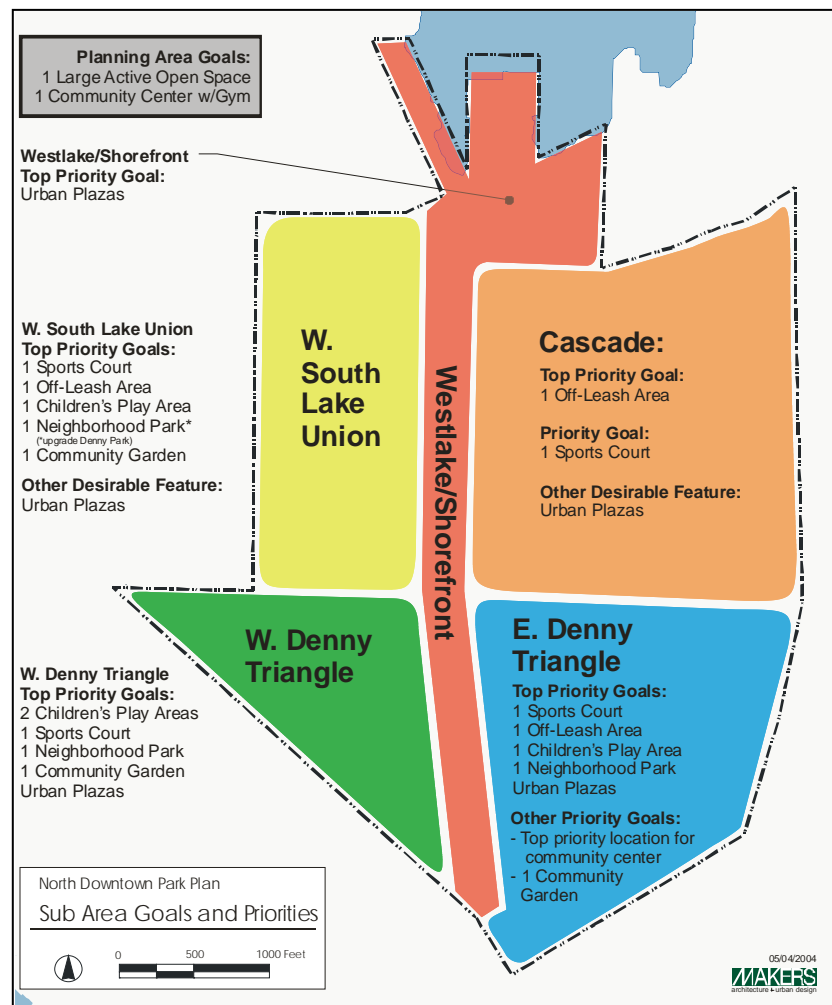 Planning Area Goals:
1 Large Active Open Space
1 Community Center w/Gym
Westlake/Shorefront
Top Priority Goal:
Urban Plazas
W. South Lake Union
Top Priority Goals:
1 Sports Court
1 Off-Leash Area
1 Children's Play Area
1 Neighborhood Park*
(*upgrade Denny Park)
1 Community Garden
Other Desirable Feature:
Urban Plazas
W. Denny Triangle
Top Priority Goals:
2 Children's Play Areas
1 Sports Court
1 Neighborhood Park
1 Community Garden
Urban Plazas
W.
South
Lake
Union
Westlake/Shorefront
Cascade:
Top Priority Goal:
1 Off-Leash Area
Priority Goal:
1 Sports Court
Other Desirable Feature:
Urban Plazas
W. Denny
Triangle
E. Denny
Triangle
Top Priority Goals:
1 Sports Court
1 Off-Leash Area
1 Children's Play Area
1 Neighborhood Park
Urban Plazas
Other Priority Goals:
- Top priority location for
community center
- 1 Community
Garden
North Downtown Park Plan
Sub Area Goals and Priorities
0 500 1000 Feet
05/04/2004
MAKERS
architecture + urban design